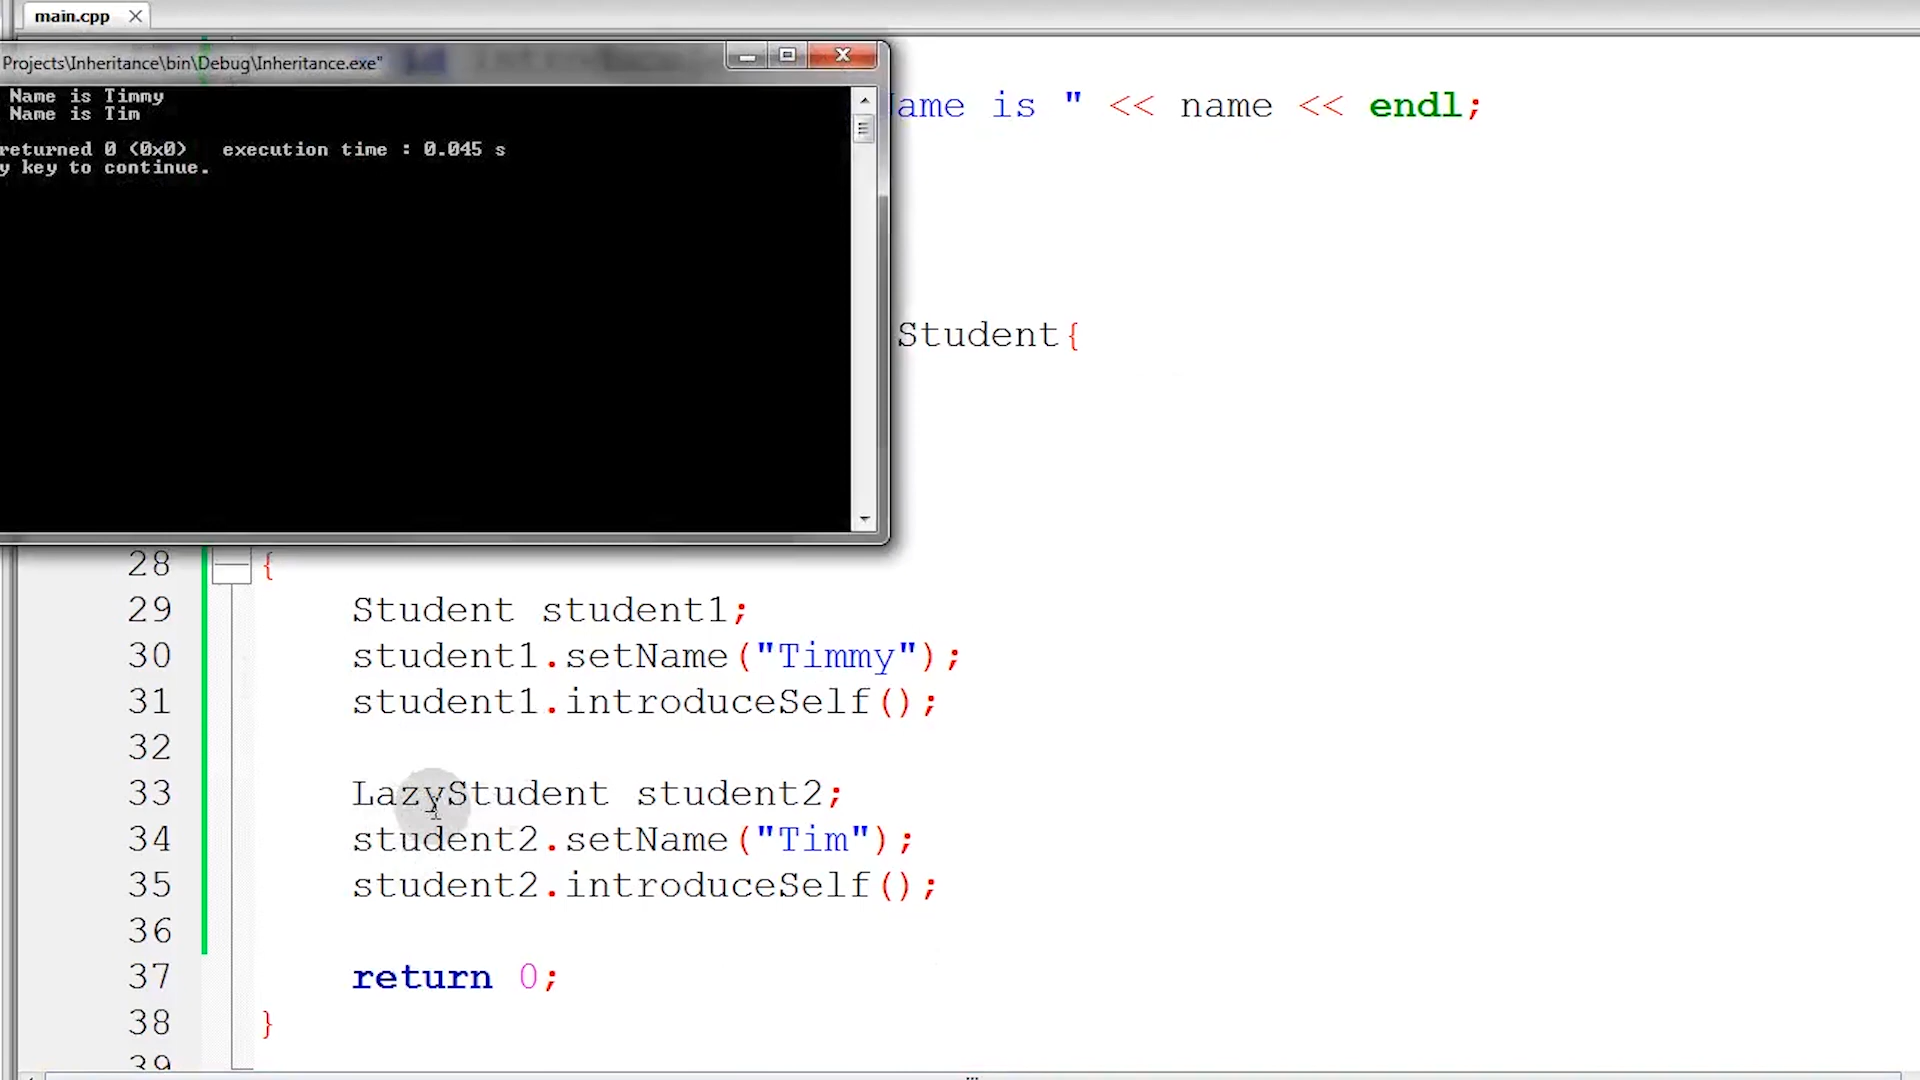 main.cpp
Projects\Inheritance\bin\Debug\Inheritance.exe"
Name is Timmy
Name is Tim
returned 0 (0x0)   execution time : 0.045 s
y key to continue.
ame is " << name << endl;
Student{
28 {
29 Student student1;
30 student1.setName("Timmy");
31 student1.introduceSelf();
32
33 LazyStudent student2;
34 student2.setName("Tim");
35 student2.introduceSelf();
36
37 return 0;
38 }
39